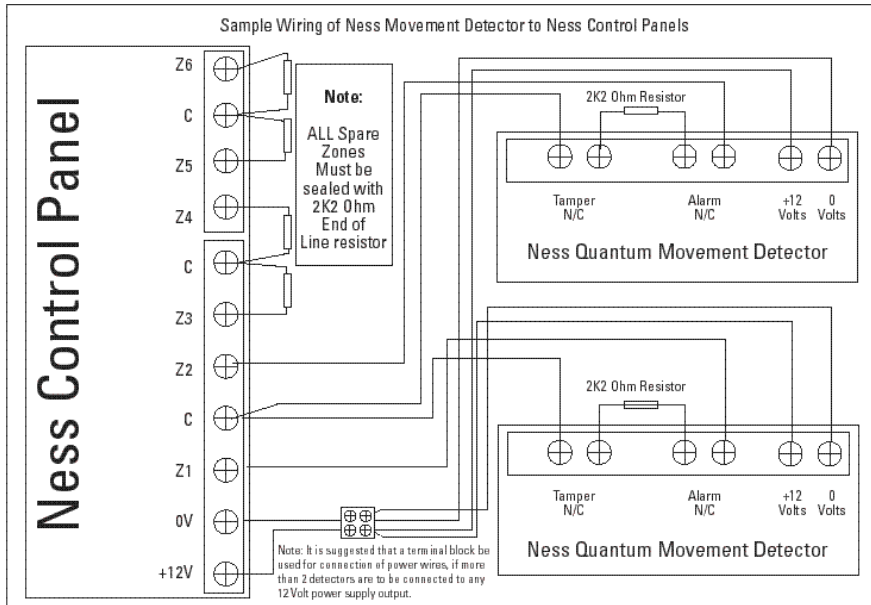 Sample Wiring of Ness Movement Detector to Ness Control Panels
Ness Control Panel
Z6
C
Z5
Z4
C
Z3
Z2
C
Z1
0V
+12V
Note:
ALL Spare
Zones
Must be
sealed with
2K2 Ohm
End of
Line resistor
2K2 Ohm Resistor
Tamper
N/C
Alarm
N/C
+12
Volts
0
Volts
Ness Quantum Movement Detector
2K2 Ohm Resistor
Tamper
N/C
Alarm
N/C
+12
Volts
0
Volts
Ness Quantum Movement Detector
Note: It is suggested that a terminal block be
used for connection of power wires, if more
than 2 detectors are to be connected to any
12 Volt power supply output.